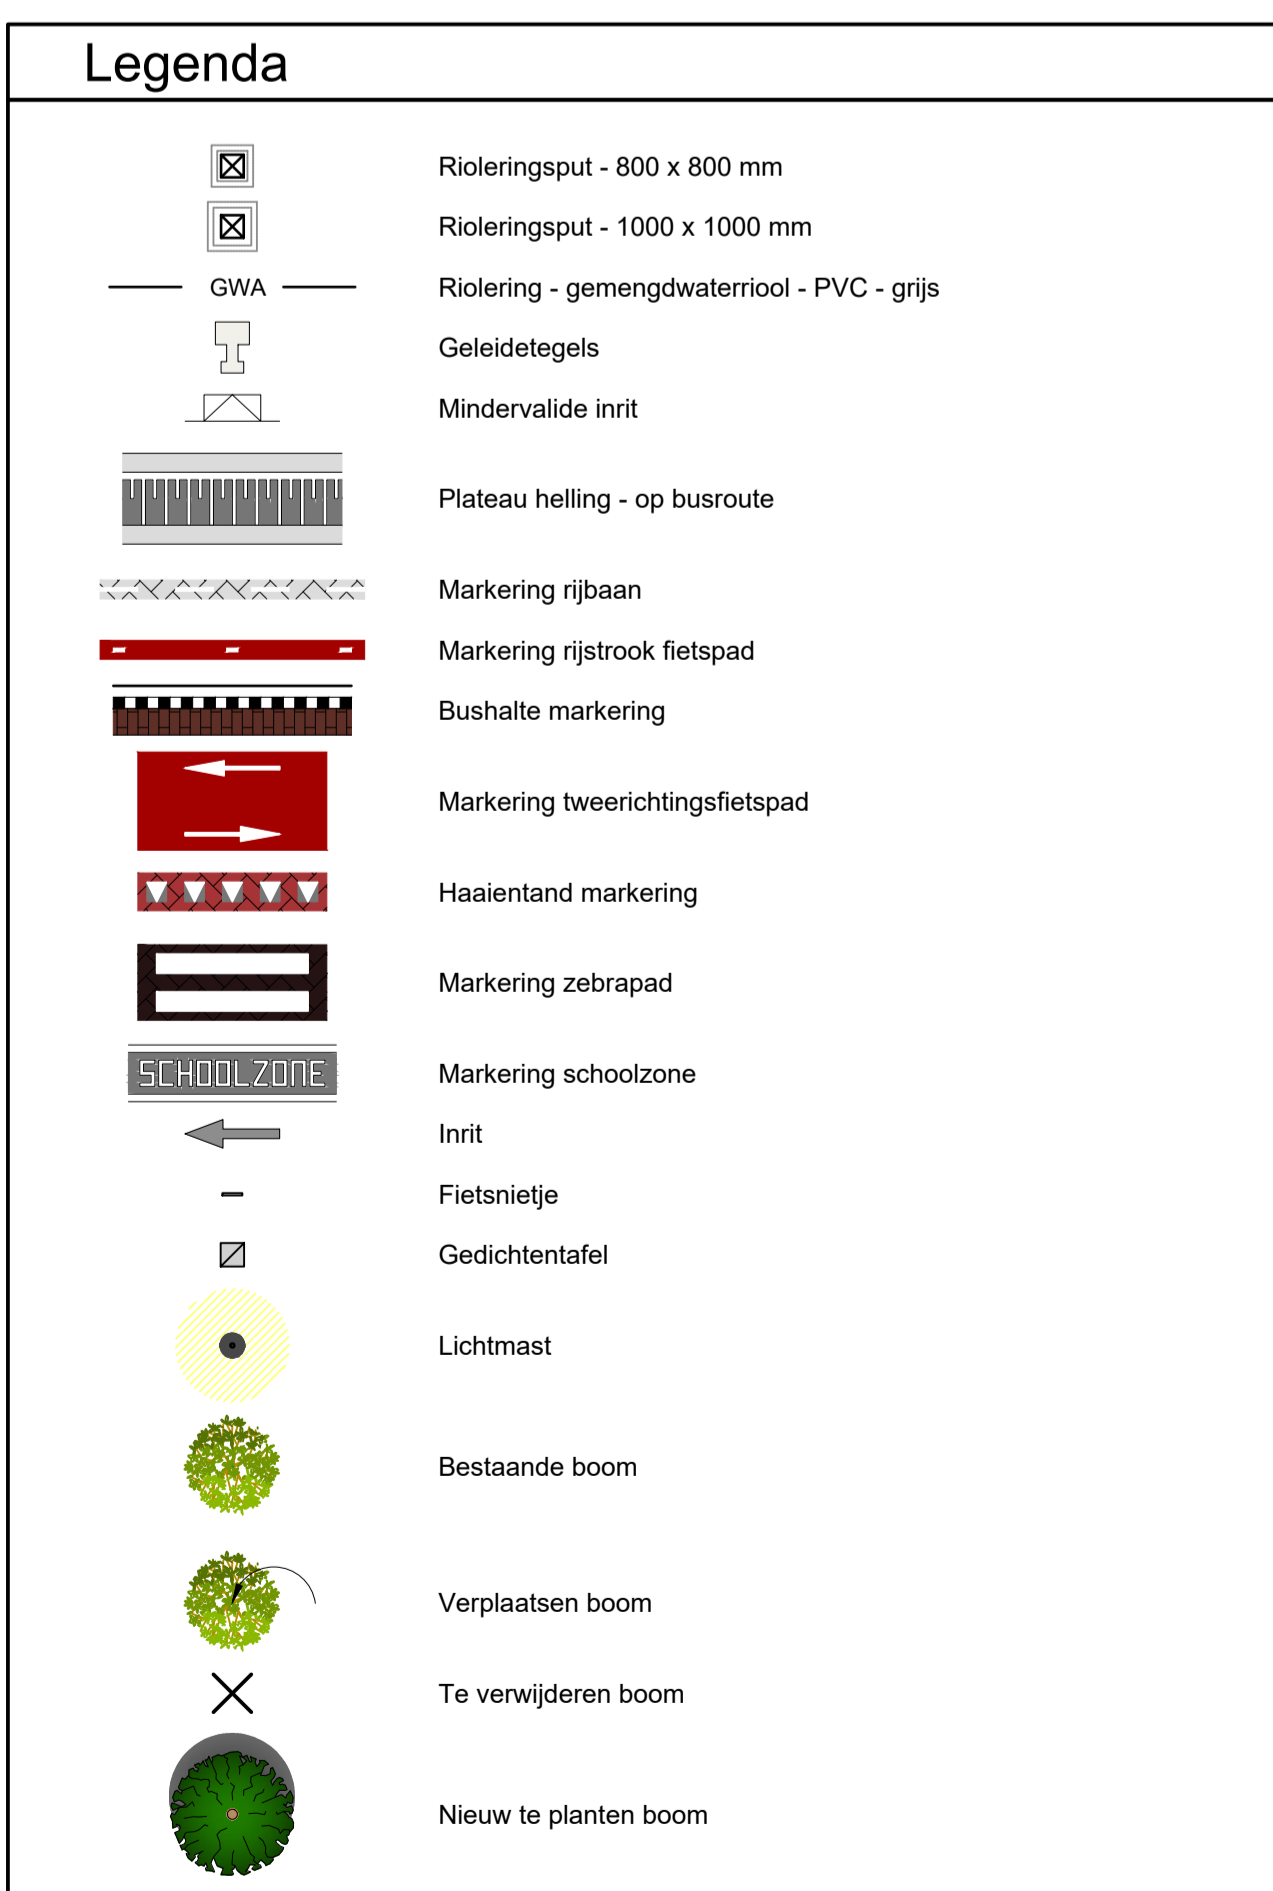 Legenda
Rioleringsput - 800 x 800 mm
Rioleringsput - 1000 x 1000 mm
GWA Riolering - gemengdwaterriool - PVC - grijs
Geleidetegels
Mindervalide inrit
Plateau helling - op busroute
Markering rijbaan
Markering rijstrook fietspad
Bushalte markering
Markering tweerichtingsfietspad
Haaientand markering
Markering zebrapad
SCHOOLZONE Markering schoolzone
Inrit
Fietsnietje
Gedichtentafel
Lichtmast
Bestaande boom
Verplaatsen boom
Te verwijderen boom
Nieuw te planten boom